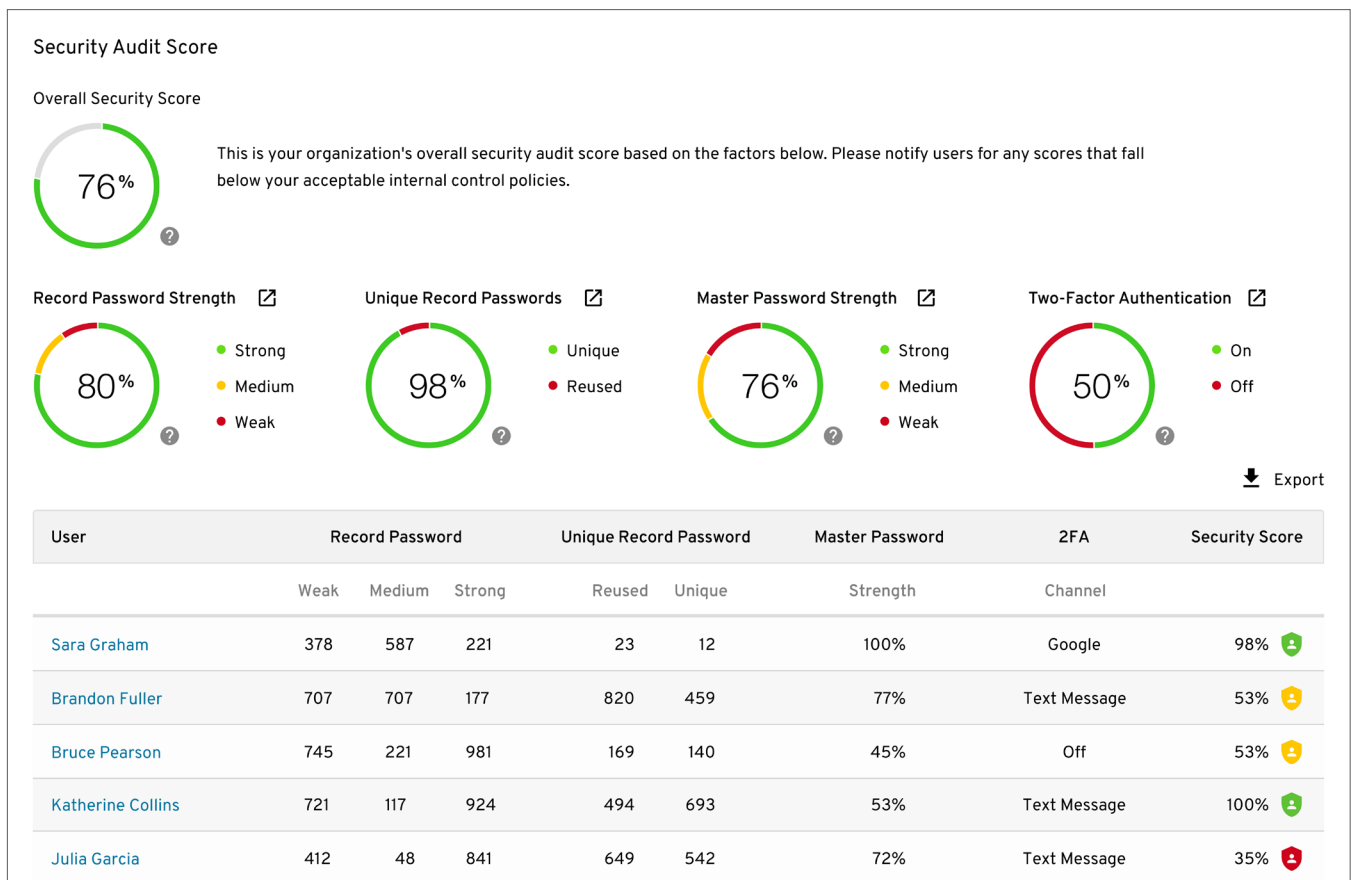 Security Audit Score
Overall Security Score
76%
?
This is your organization's overall security audit score based on the factors below. Please notify users for any scores that fall
below your acceptable internal control policies.
Record Password Strength
80%
?
Strong
Medium
Weak
Unique Record Passwords
98%
?
Unique
Reused
Master Password Strength
76%
?
Strong
Medium
Weak
Two-Factor Authentication
50%
?
On
Off
Export
User Record Password Unique Record Password Master Password 2FA Security Score
Weak Medium Strong Reused Unique Strength Channel
Sara Graham 378 587 221 23 12 100% Google 98%
Brandon Fuller 707 707 177 820 459 77% Text Message 53%
Bruce Pearson 745 221 981 169 140 45% Off 53%
Katherine Collins 721 117 924 494 693 53% Text Message 100%
Julia Garcia 412 48 841 649 542 72% Text Message 35%